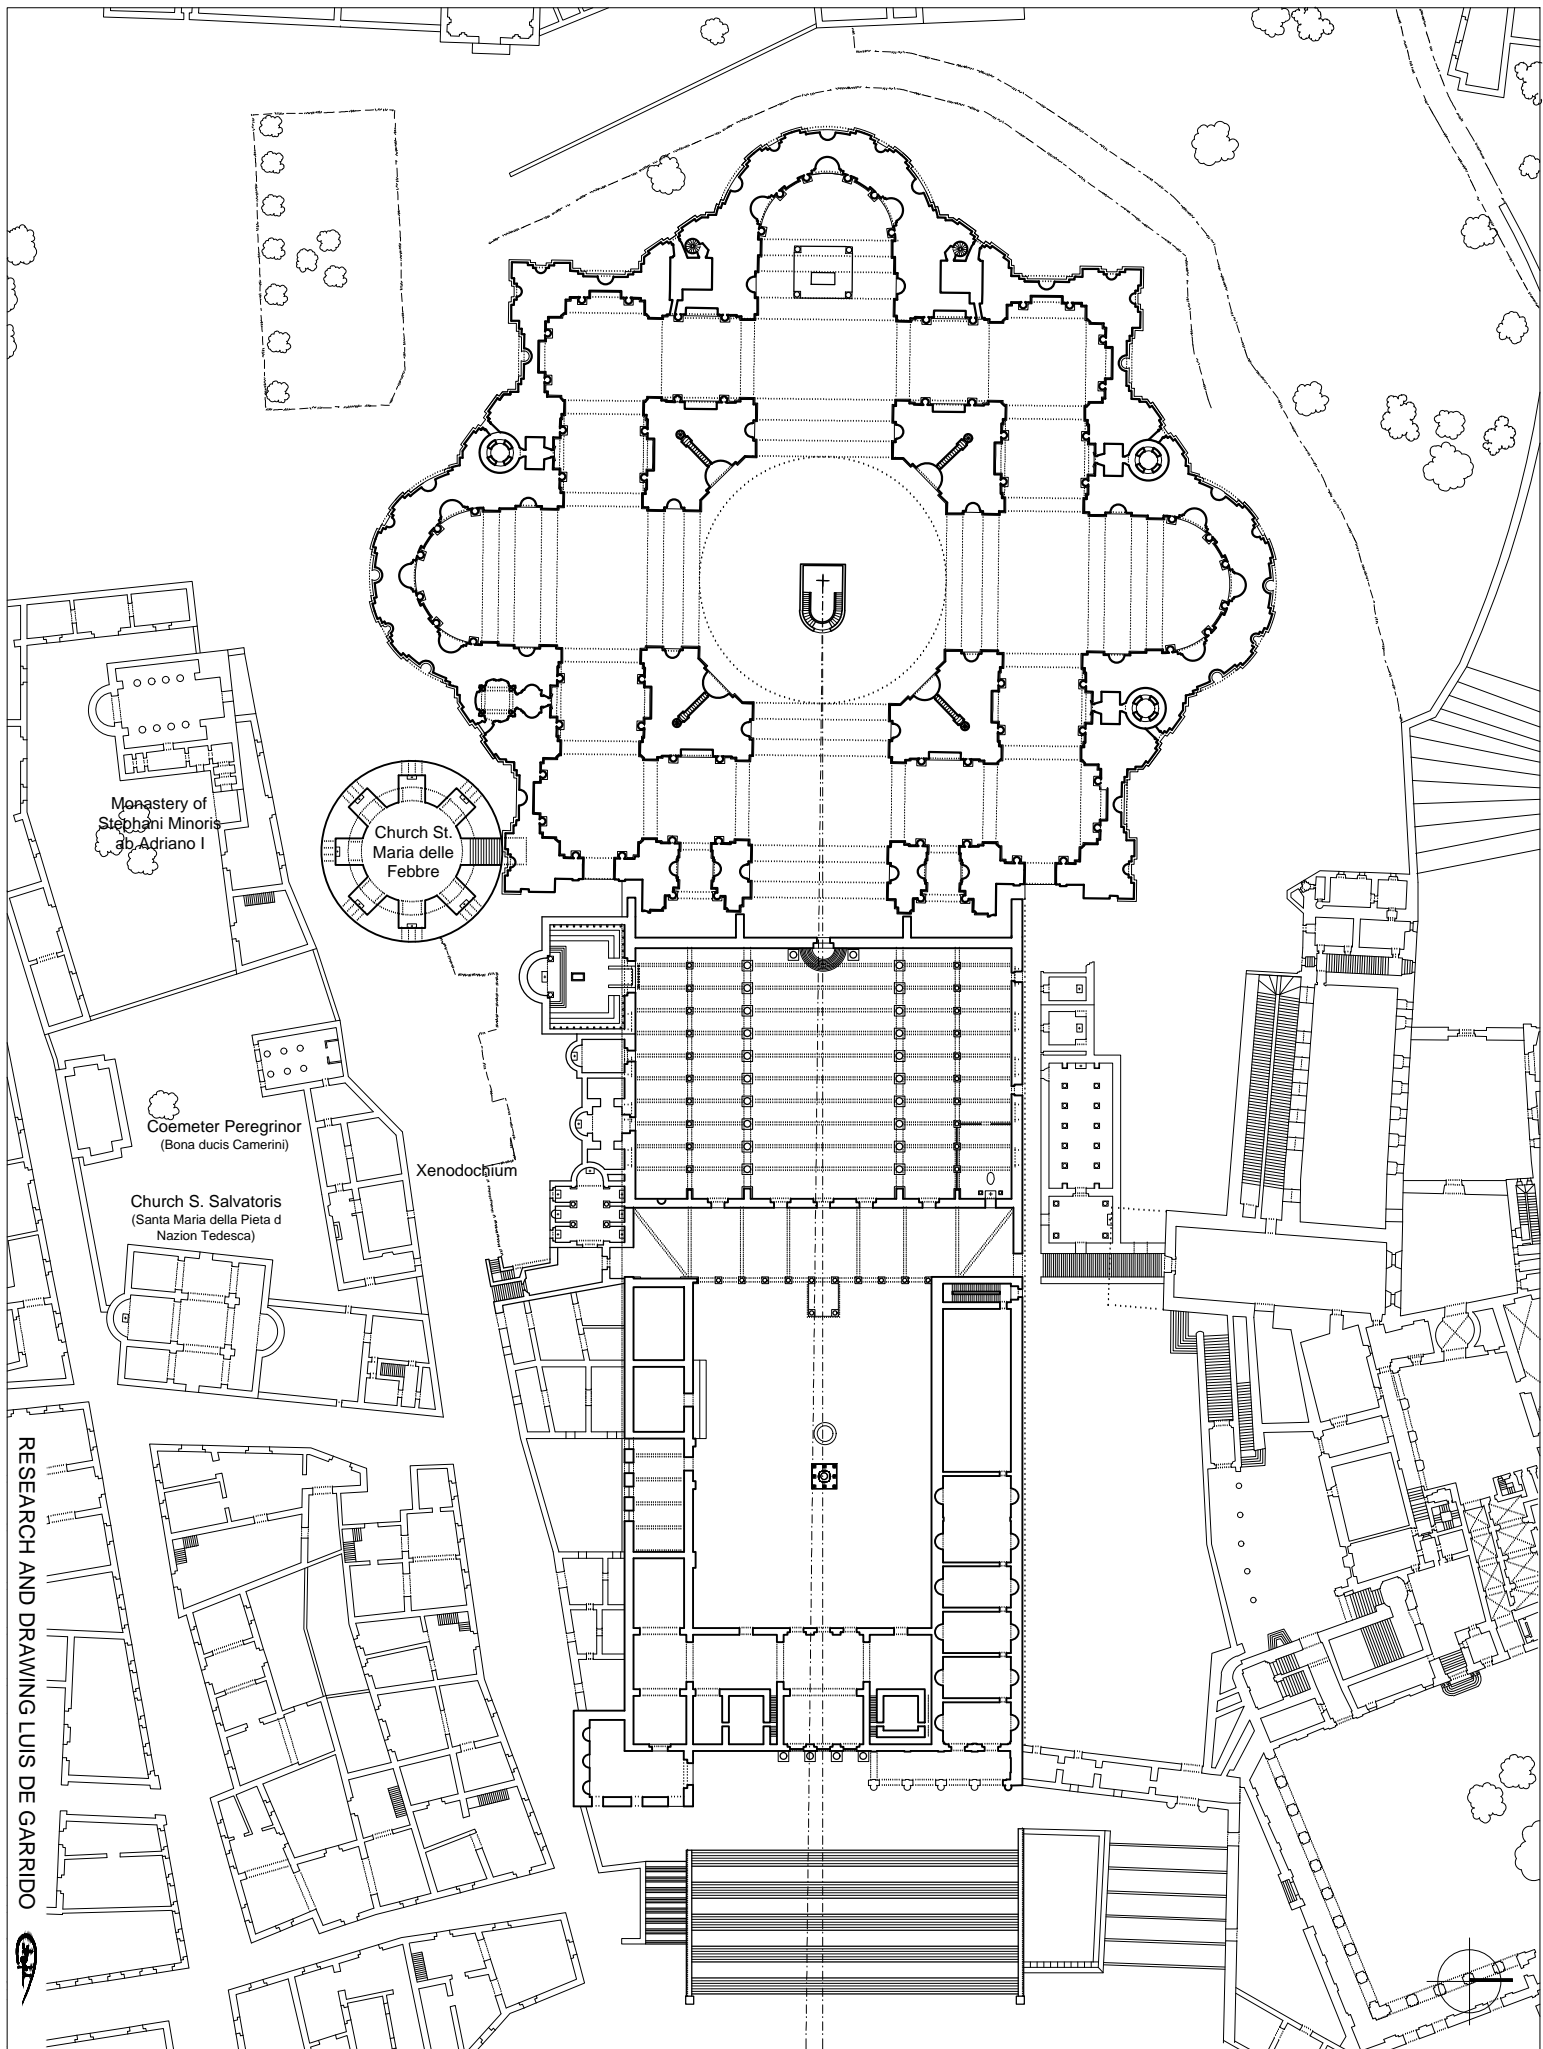 Monastery of
Stephani Minoris
ab Adriano I
Church St.
Maria delle
Febbre
Coemeter Peregrinor
(Bona ducis Camerini)
Xenodochium
Church S. Salvatoris
(Santa Maria della Pieta d
Nazion Tedesca)
RESEARCH AND DRAWING LUIS DE GARRIDO